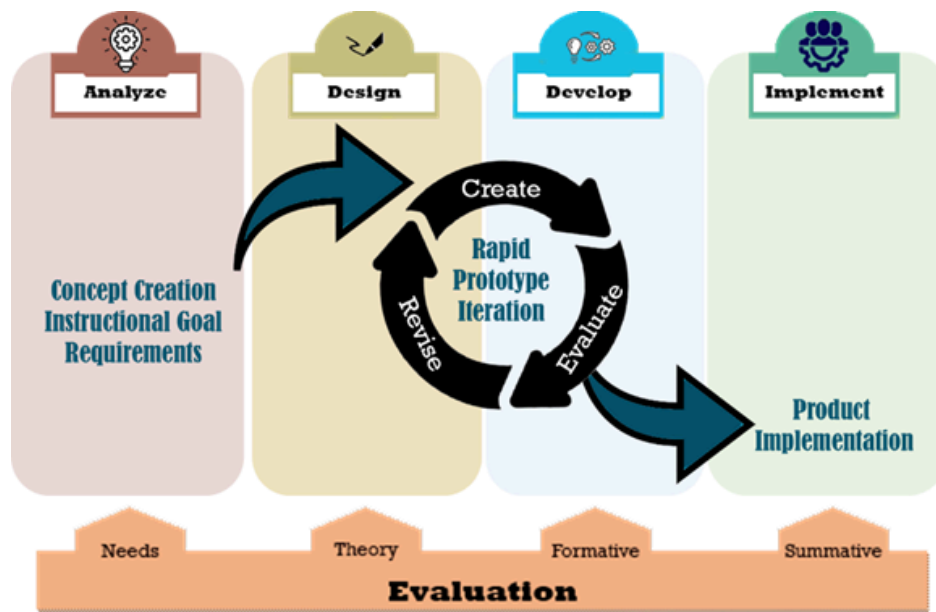 Analyze
Design
Develop
Implement
Concept Creation
Instructional Goal
Requirements
Create
Rapid
Prototype
Iteration
Evaluate
Revise
Product
Implementation
Needs
Theory
Formative
Summative
Evaluation